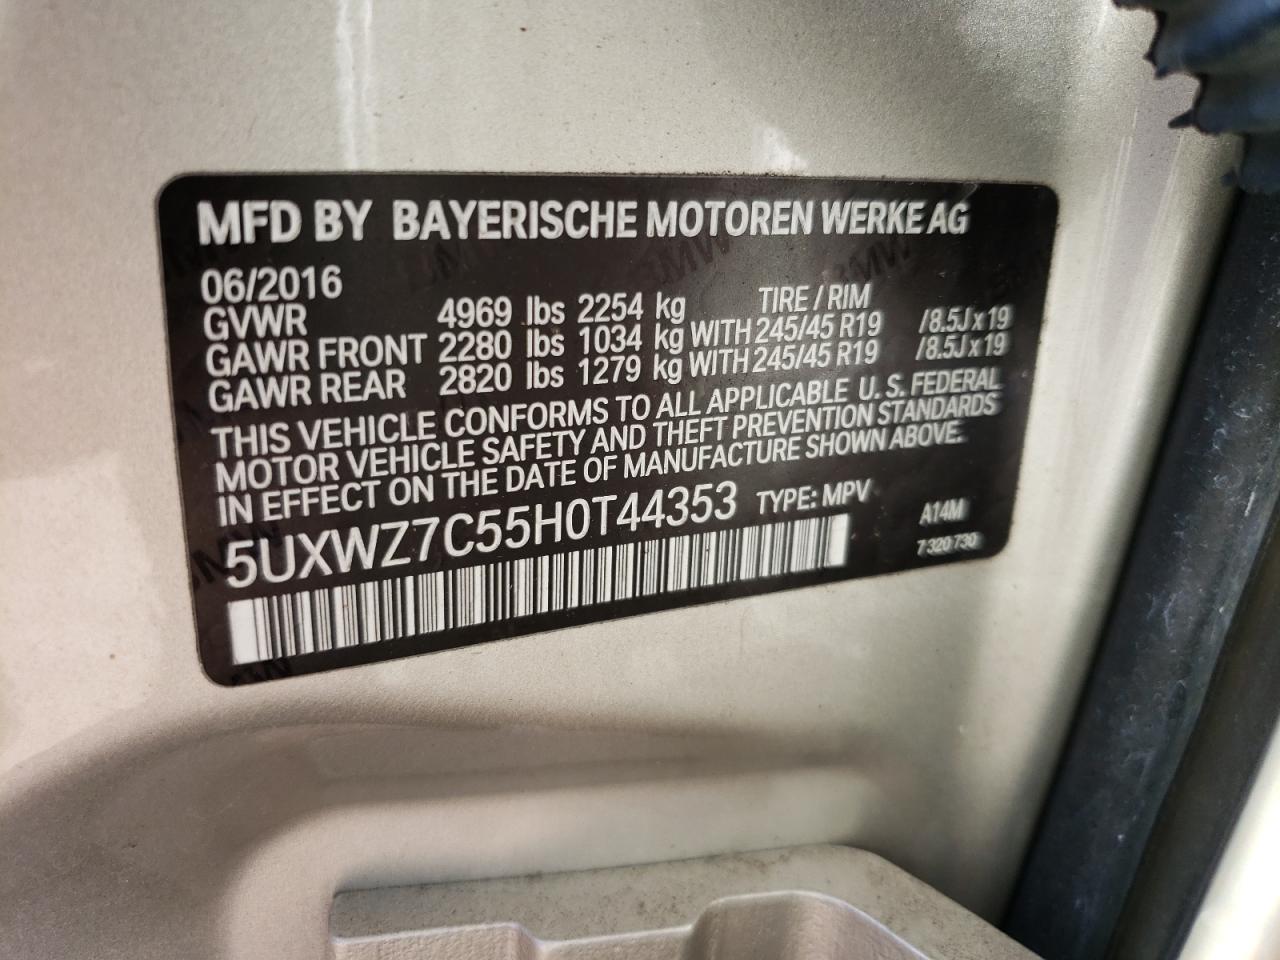 MFD BY BAYERISCHE MOTOREN WERKE AG
06/2016
TIRE / RIM
GVWR 4969 lbs 2254 kg
GAWR FRONT 2280 lbs 1034 kg WITH 245/45 R19 /8.5J x 19
GAWR REAR 2820 lbs 1279 kg WITH 245/45 R19 /8.5J x 19
THIS VEHICLE CONFORMS TO ALL APPLICABLE U.S. FEDERAL
MOTOR VEHICLE SAFETY AND THEFT PREVENTION STANDARDS
IN EFFECT ON THE DATE OF MANUFACTURE SHOWN ABOVE.
5UXWZ7C55H0T44353 TYPE: MPV A14M
7 320 730